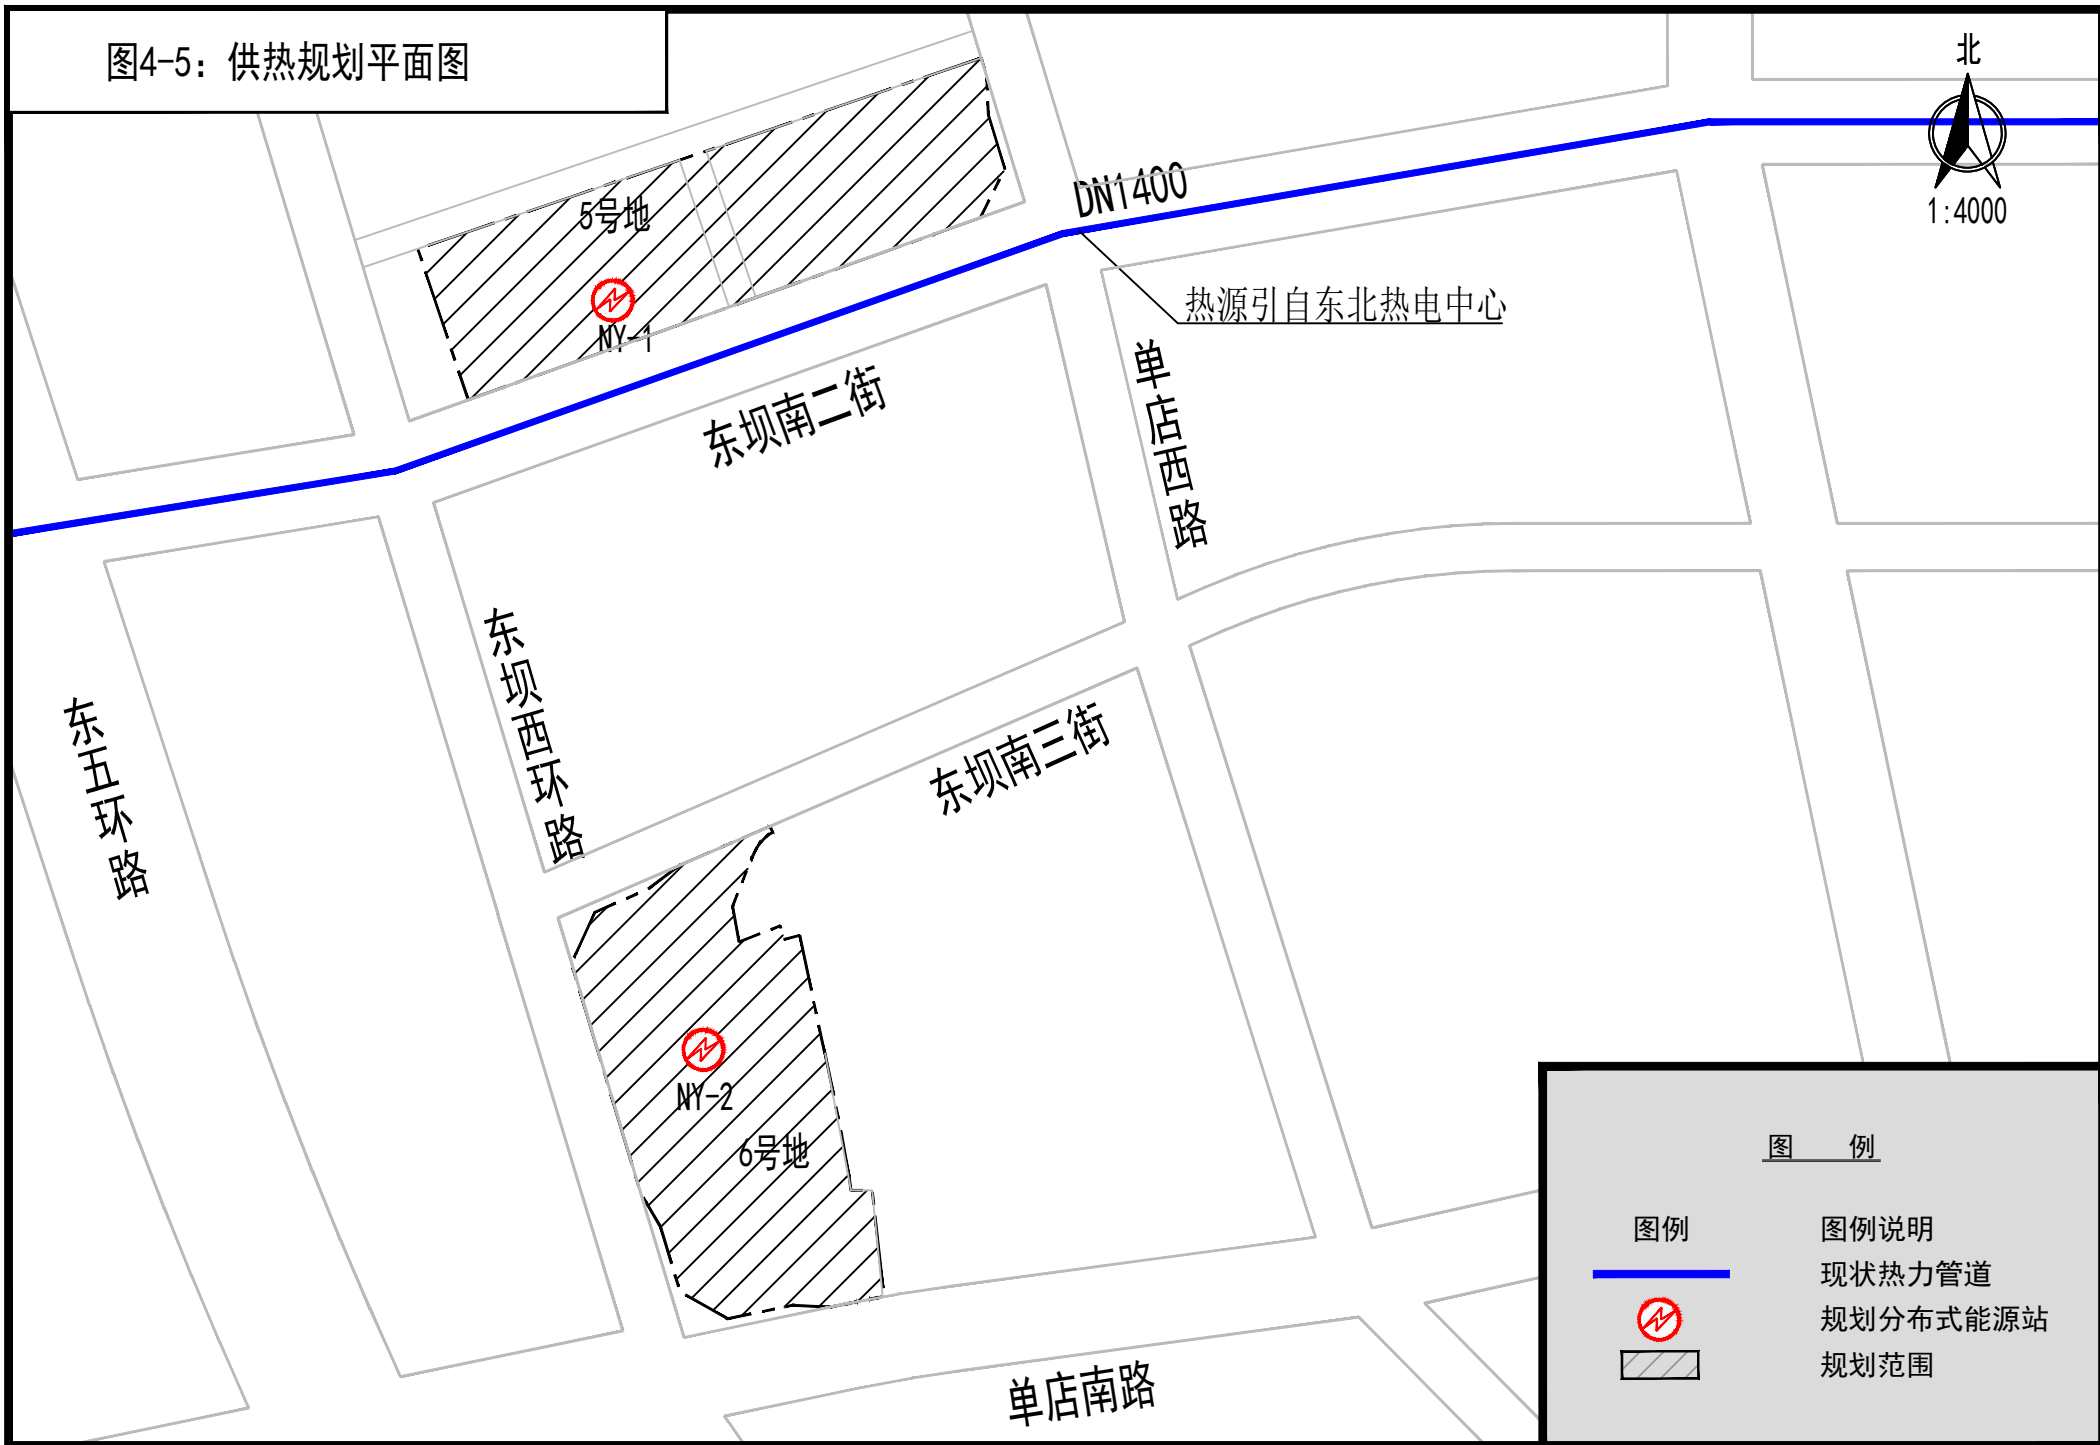 图4-5：供热规划平面图
北
1:4000
DN1400
5号地
NY-1
热源引自东北热电中心
东坝南二街
单店西路
东坝西环路
东五环路
东坝南三街
NY-2
6号地
单店南路
图 例
图例 图例说明
现状热力管道
规划分布式能源站
规划范围